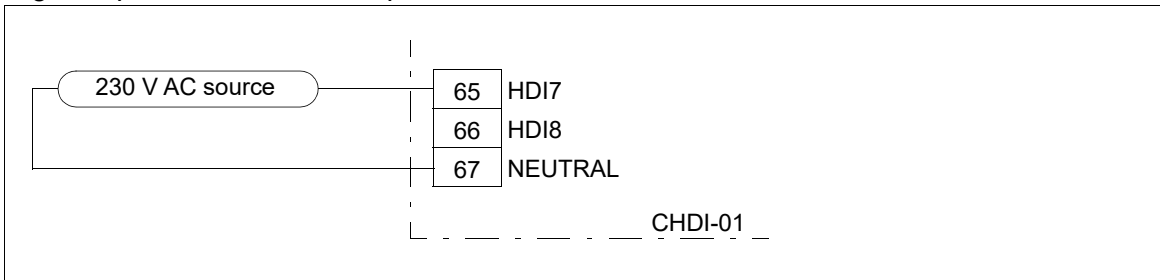 230 V AC source
65 HDI7
66 HDI8
67 NEUTRAL
CHDI-01